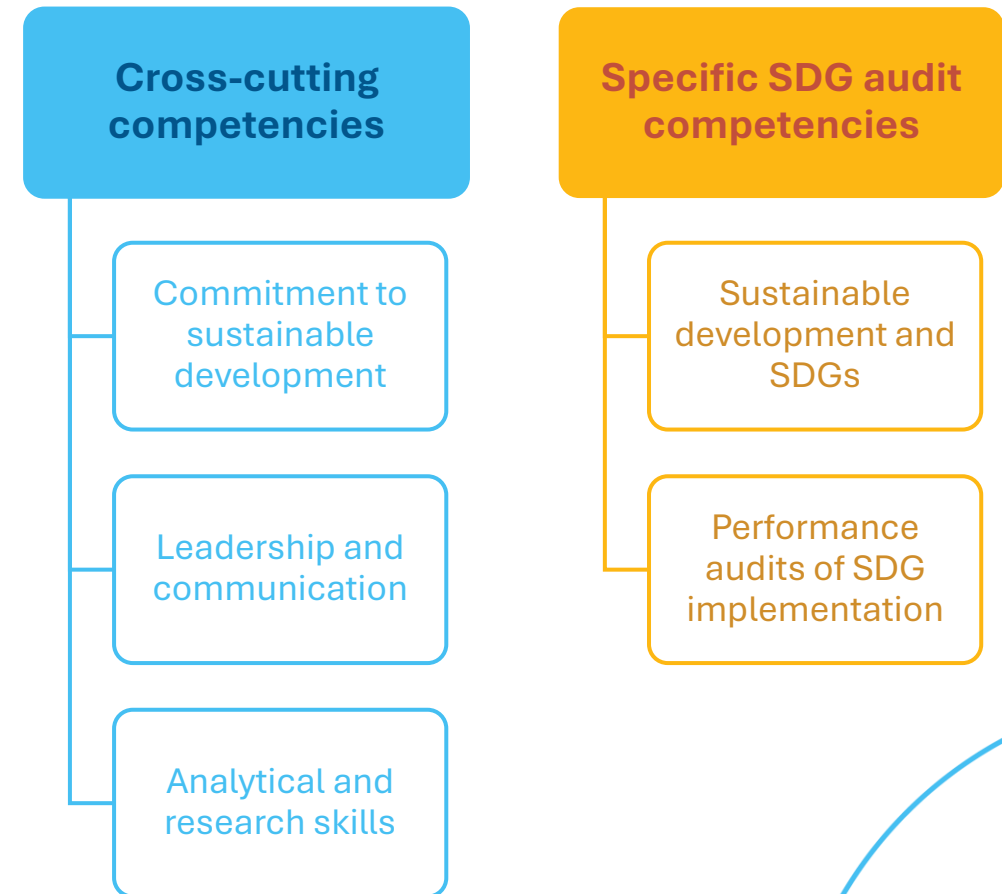 Cross-cutting
competencies
Commitment to
sustainable
development
Leadership and
communication
Analytical and
research skills
Specific SDG audit
competencies
Sustainable
development and
SDGs
Performance
audits of SDG
implementation